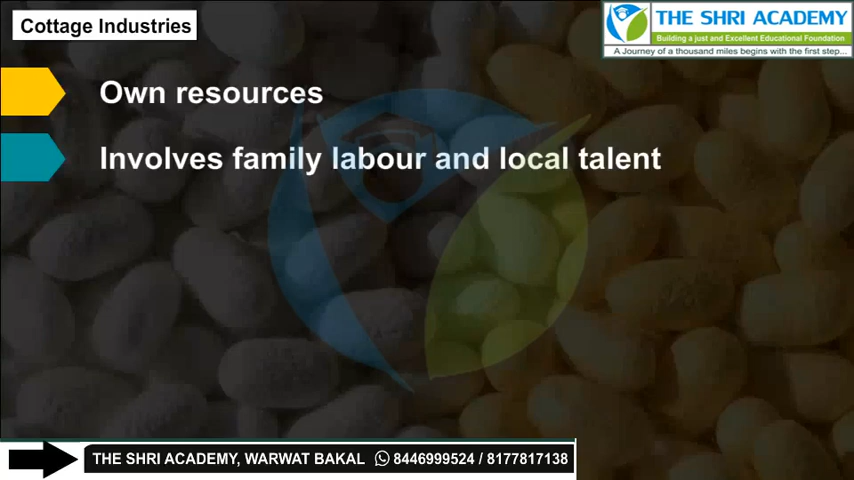 Cottage Industries
THE SHRI ACADEMY
Building a just and Excellent Educational Foundation
A Journey of a thousand miles begins with the first step...
Own resources
Involves family labour and local talent
THE SHRI ACADEMY, WARWAT BAKAL 8446999524 / 8177817138